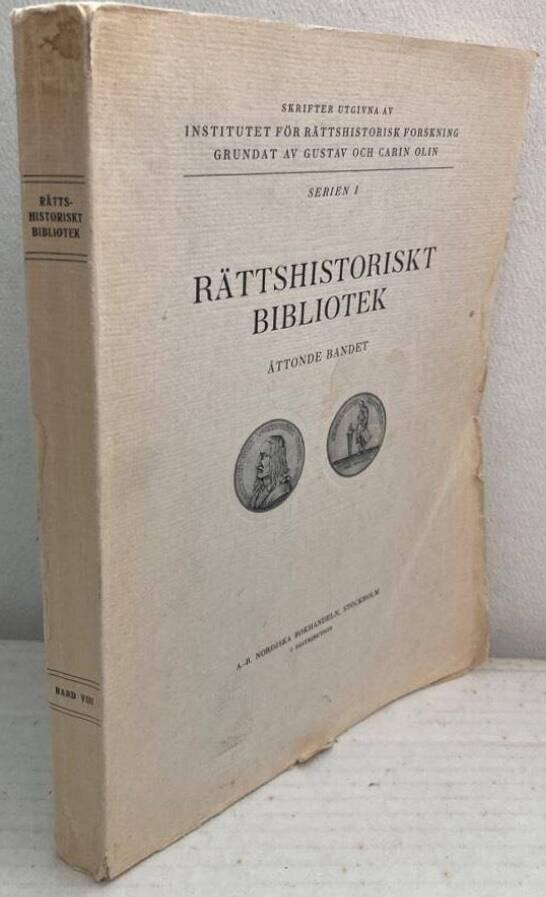 RÄTTS-
HISTORISKT
BIBLIOTEK
BAND VIII
SKRIFTER UTGIVNA AV
INSTITUTET FÖR RÄTTSHISTORISK FORSKNING
GRUNDAT AV GUSTAV OCH CARIN OLIN
SERIEN I
RÄTTSHISTORISKT
BIBLIOTEK
ÅTTONDE BANDET
A.-B. NORDISKA BOKHANDELN, STOCKHOLM
I DISTRIBUTION